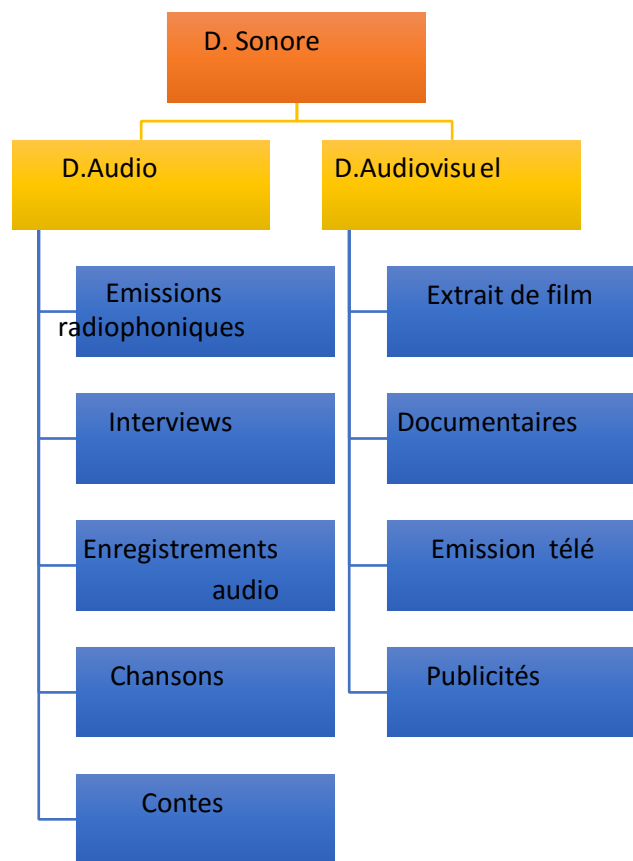 D. Sonore
D.Audio
D.Audiovisuel
Emissions
radiophoniques
Interviews
Enregistrements
audio
Chansons
Contes
Extrait de film
Documentaires
Emission télé
Publicités